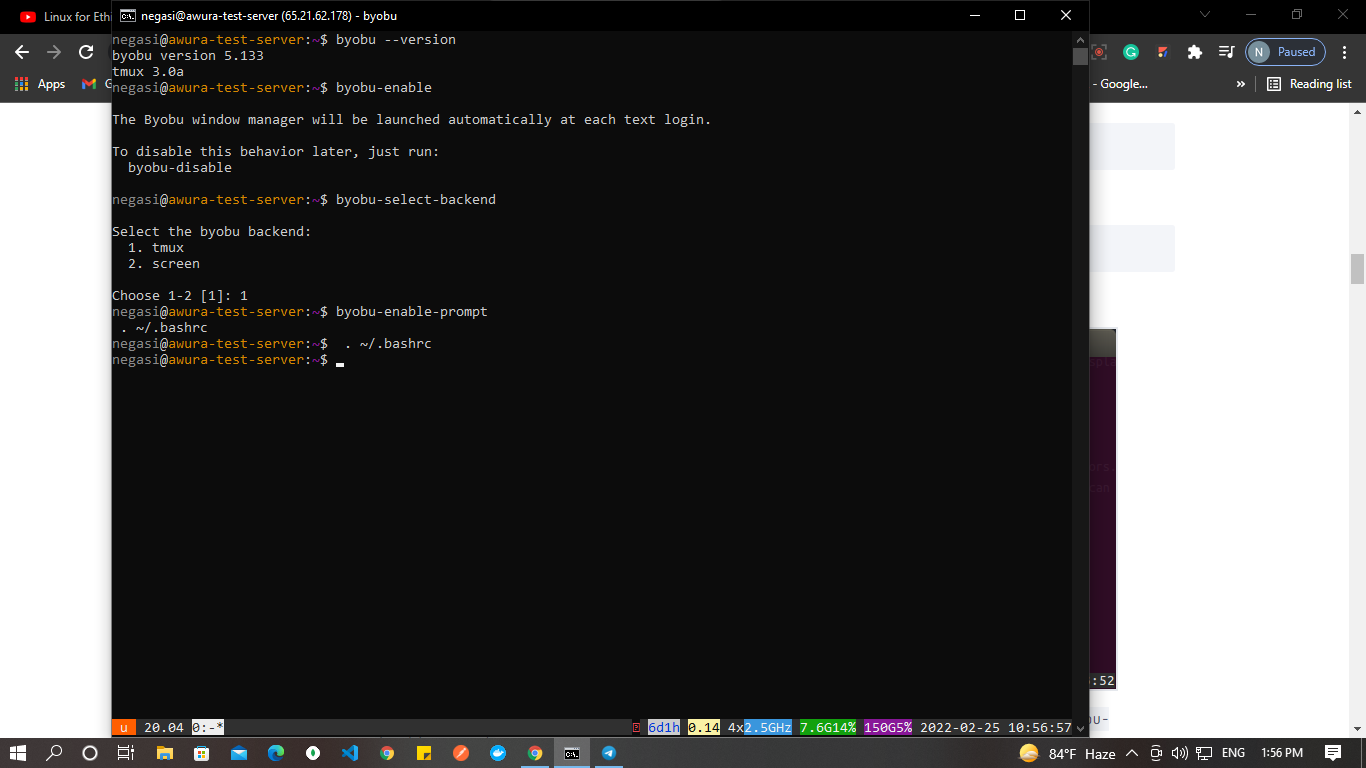 Linux for Eth
negasi@awura-test-server (65.21.62.178) - byobu
N Paused
Apps
G
- Google...
»
Reading list
negasi@awura-test-server:~$ byobu --version
byobu version 5.133
tmux 3.0a
negasi@awura-test-server:~$ byobu-enable
The Byobu window manager will be launched automatically at each text login.
To disable this behavior later, just run:
byobu-disable
negasi@awura-test-server:~$ byobu-select-backend
Select the byobu backend:
1. tmux
2. screen
Choose 1-2 [1]: 1
negasi@awura-test-server:~$ byobu-enable-prompt
. ~/.bashrc
negasi@awura-test-server:~$  . ~/.bashrc
negasi@awura-test-server:~$
:52
u 20.04 0:-* 6d1h 0.14 4x2.5GHz 7.6G14% 150G5% 2022-02-25 10:56:57
84°F Haze ENG 1:56 PM